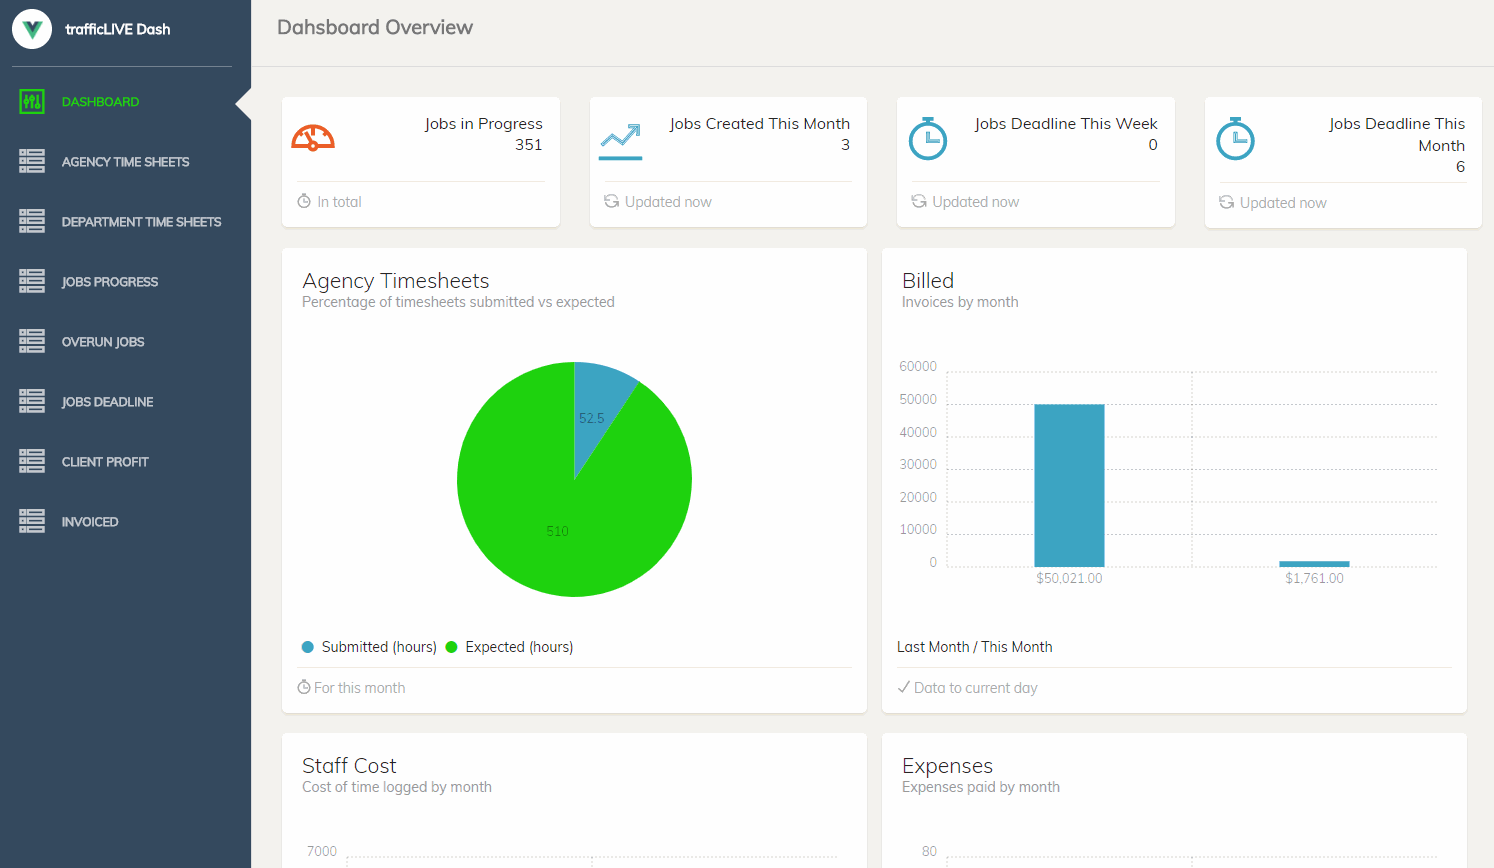 trafficLIVE Dash
DASHBOARD
AGENCY TIME SHEETS
DEPARTMENT TIME SHEETS
JOBS PROGRESS
OVERUN JOBS
JOBS DEADLINE
CLIENT PROFIT
INVOICED
Dahsboard Overview
Jobs in Progress
351
In total
Jobs Created This Month
3
Updated now
Jobs Deadline This Week
0
Updated now
Jobs Deadline This
Month
6
Updated now
Agency Timesheets
Percentage of timesheets submitted vs expected
52.5
510
Submitted (hours) Expected (hours)
For this month
Billed
Invoices by month
60000
50000
40000
30000
20000
10000
0
$50,021.00 $1,761.00
Last Month / This Month
Data to current day
Staff Cost
Cost of time logged by month
7000
Expenses
Expenses paid by month
80